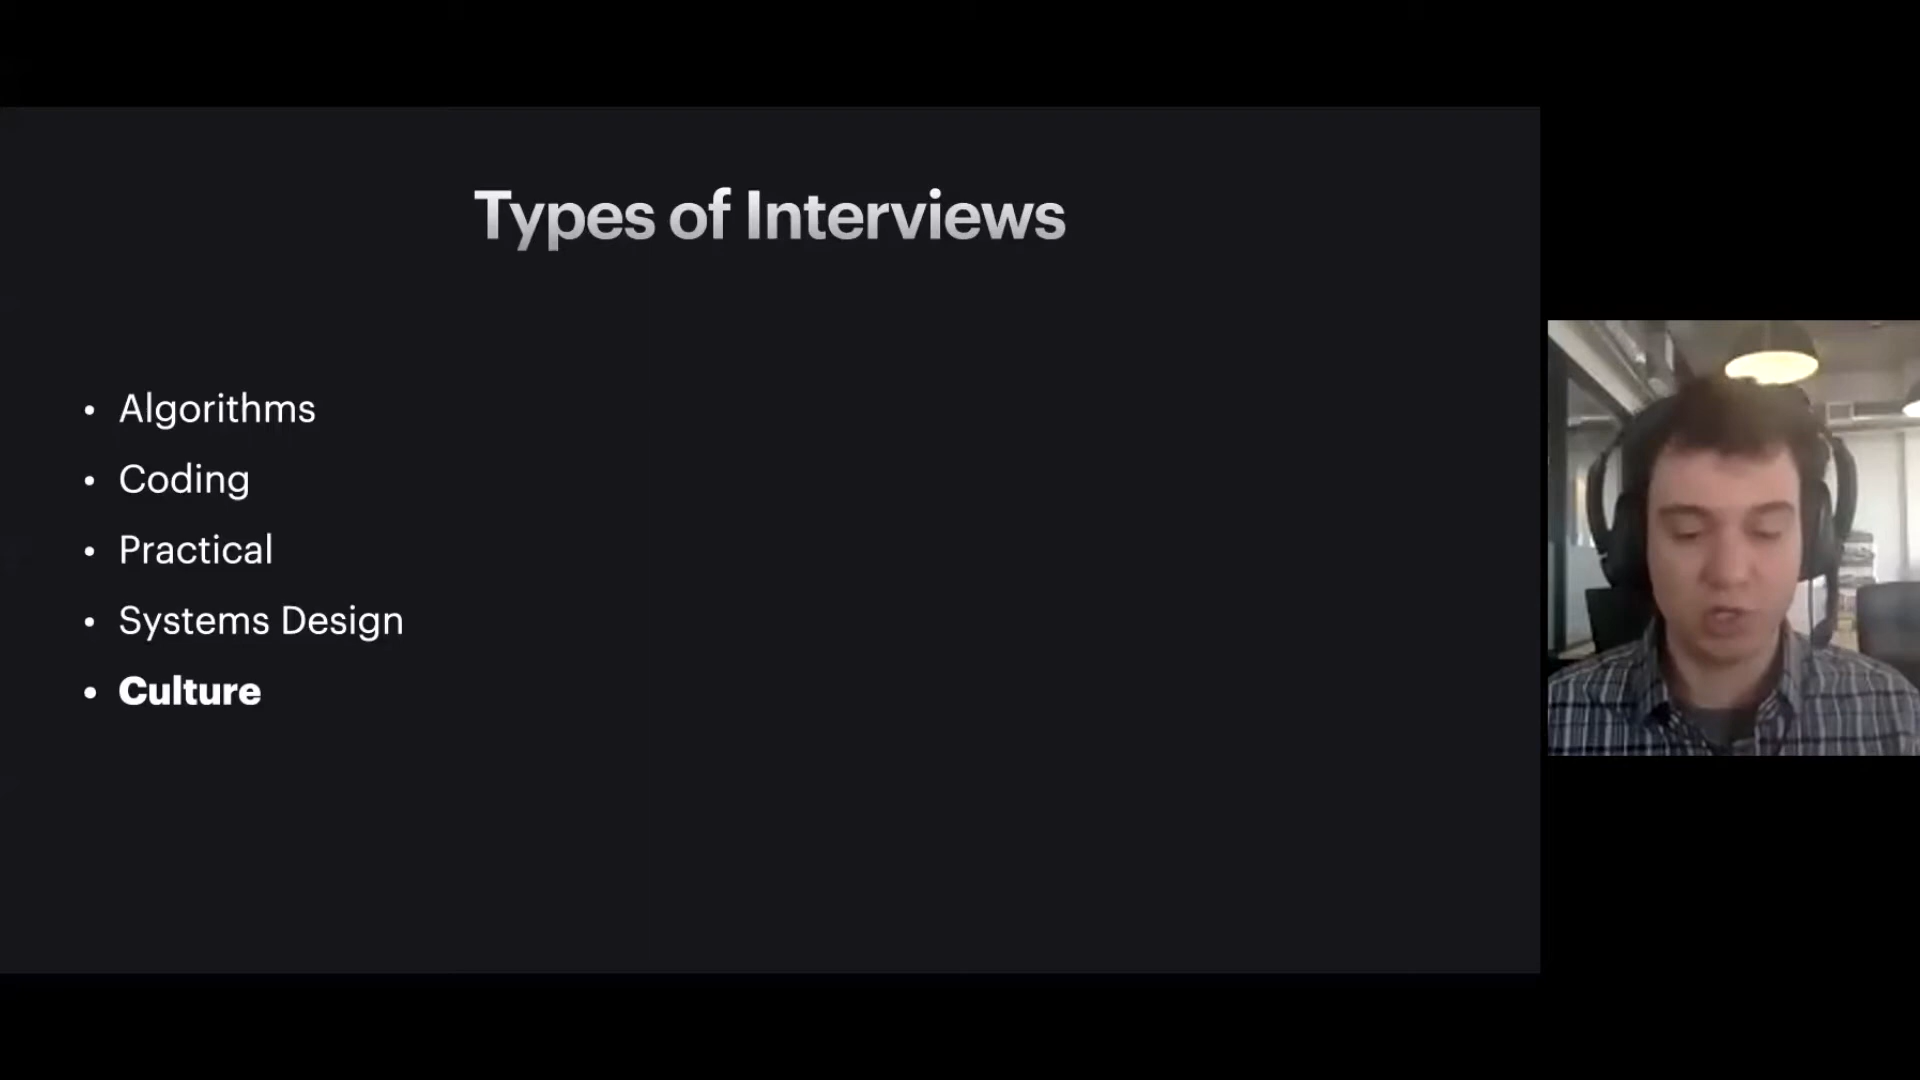 Types of Interviews
• Algorithms
• Coding
• Practical
• Systems Design
• Culture